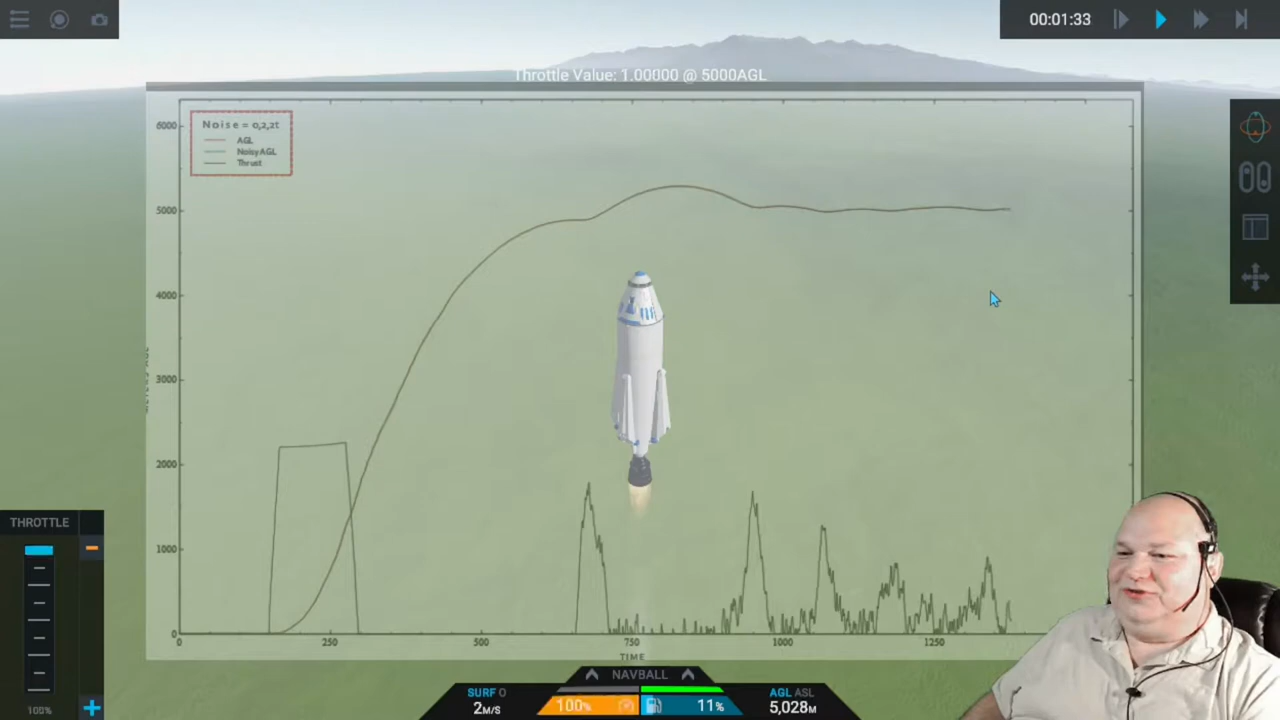 00:01:33
Throttle Value: 1.00000 @ 5000AGL
Noise = 0,2,2t
AGL
NoisyAGL
Thrust
6000
5000
4000
3000
2000
1000
0
0 250 500 750 1000 1250
TIME
THROTTLE
100%
NAVBALL
SURF O
2M/S
100%
11%
AGL ASL
5,028M